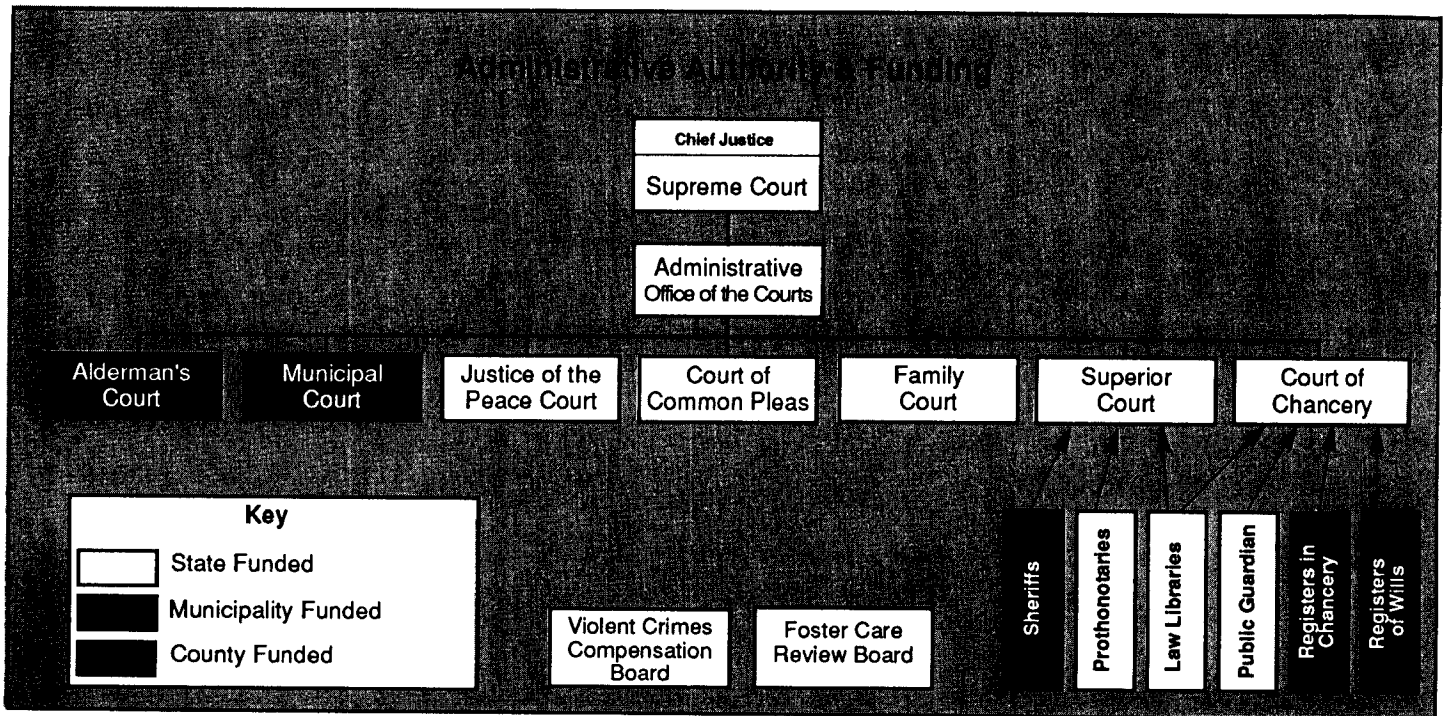 Administrative Authority & Funding
Chief Justice
Supreme Court
Administrative
Office of the Courts
Alderman's
Court
Municipal
Court
Justice of the
Peace Court
Court of
Common Pleas
Family
Court
Superior
Court
Court of
Chancery
Key
State Funded
Municipality Funded
County Funded
Violent Crimes
Compensation
Board
Foster Care
Review Board
Sheriffs
Prothonotaries
Law Libraries
Public Guardian
Registers in
Chancery
Registers
of Wills